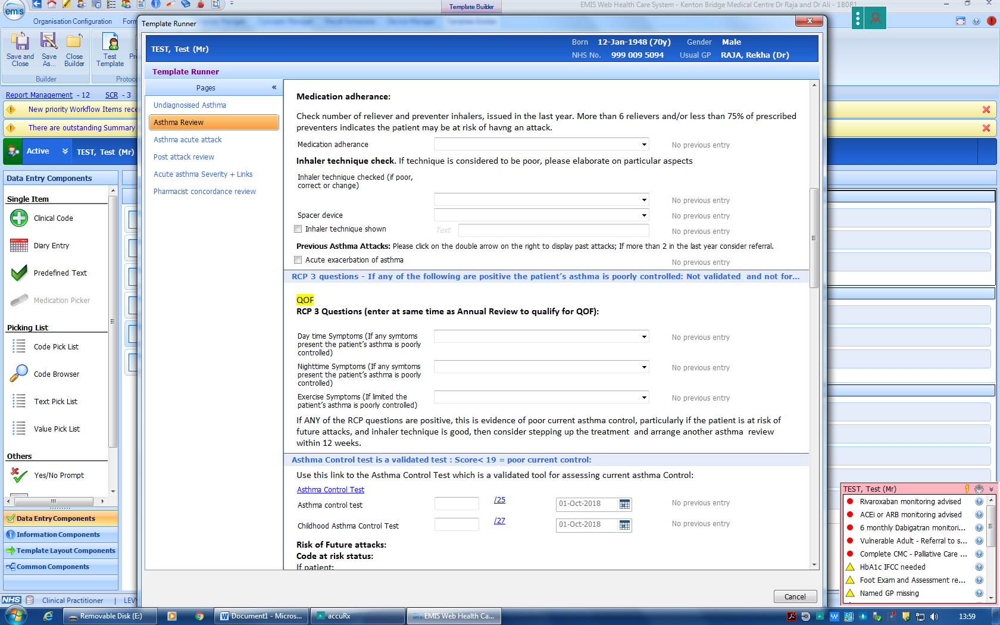 Template Builder
EMIS Web Health Care System - Kenton Bridge Medical Centre Dr Raja and Dr Ali - 18081
emis
Organisation Configuration
Form
Template Runner
Save and Close
Save As...
Close Builder
Test Template
Pr
Builder
Protoc
Report Management - 12
SCR - 3
New priority Workflow Items rece
There are outstanding Summary
Active
TEST, Test (Mr)
Data Entry Components
Single Item
Clinical Code
Diary Entry
Predefined Text
Medication Picker
Picking List
Code Pick List
Code Browser
Text Pick List
Value Pick List
Others
Yes/No Prompt
Data Entry Components
Information Components
Template Layout Components
Common Components
NHS
Clinical Practitioner
LEV
TEST, Test (Mr)
Born 12-Jan-1948 (70y)
Gender Male
NHS No. 999 009 5094
Usual GP RAJA, Rekha (Dr)
Template Runner
Pages
«
Undiagnosised Asthma
Asthma Review
Asthma acute attack
Post attack review
Acute asthma Severity + Links
Pharmacist concordance review
Medication adherance:
Check number of reliever and preventer inhalers, issued in the last year. More than 6 relievers and/or less than 75% of prescribed
preventers indicates the patient may be at risk of havng an attack.
Medication adherance
No previous entry
Inhaler technique check. If technique is considered to be poor, please elaborate on particular aspects
Inhaler technique checked (if poor,
correct or change)
No previous entry
Spacer device
No previous entry
Inhaler technique shown
Text
No previous entry
Previous Asthma Attacks: Please click on the double arrow on the right to display past attacks; If more than 2 in the last year consider referral.
Acute exacerbation of asthma
No previous entry
RCP 3 questions - If any of the following are positive the patient's asthma is poorly controlled: Not validated and not for...
QOF
RCP 3 Questions (enter at same time as Annual Review to qualify for QOF):
Day time Symptoms (If any symtoms
present the patient's asthma is poorly
controlled)
No previous entry
Nighttime Symptoms (If any symtoms
present the patient's asthma is poorly
controlled)
No previous entry
Exercise Symptoms (If limited the
patient's asthma is poorly controlled)
No previous entry
If ANY of the RCP questions are positive, this is evidence of poor current asthma control, particularly if the patient is at risk of
future attacks, and inhaler technique is good, then consider stepping up the treatment and arrange another asthma review
within 12 weeks.
Asthma Control test is a validated test : Score< 19 = poor current control:
Use this link to the Asthma Control Test which is a validated tool for assessing current asthma Control:
Asthma Control Test
Asthma control test
/25
01-Oct-2018
No previous entry
Childhood Asthma Control Test
/27
01-Oct-2018
No previous entry
Risk of Future attacks:
Code at risk status:
If patient:
Cancel
TEST, Test (Mr)
Rivaroxaban monitoring advised
ACEi or ARB monitoring advised
6 monthly Dabigatran monitori...
Vulnerable Adult - Referral to s...
Complete CMC - Palliative Care ...
HbA1c IFCC needed
Foot Exam and Assessment re...
Named GP missing
Removable Disk (E:)
Document1 - Micros...
accuRx
EMIS Web Health Ca...
13:59